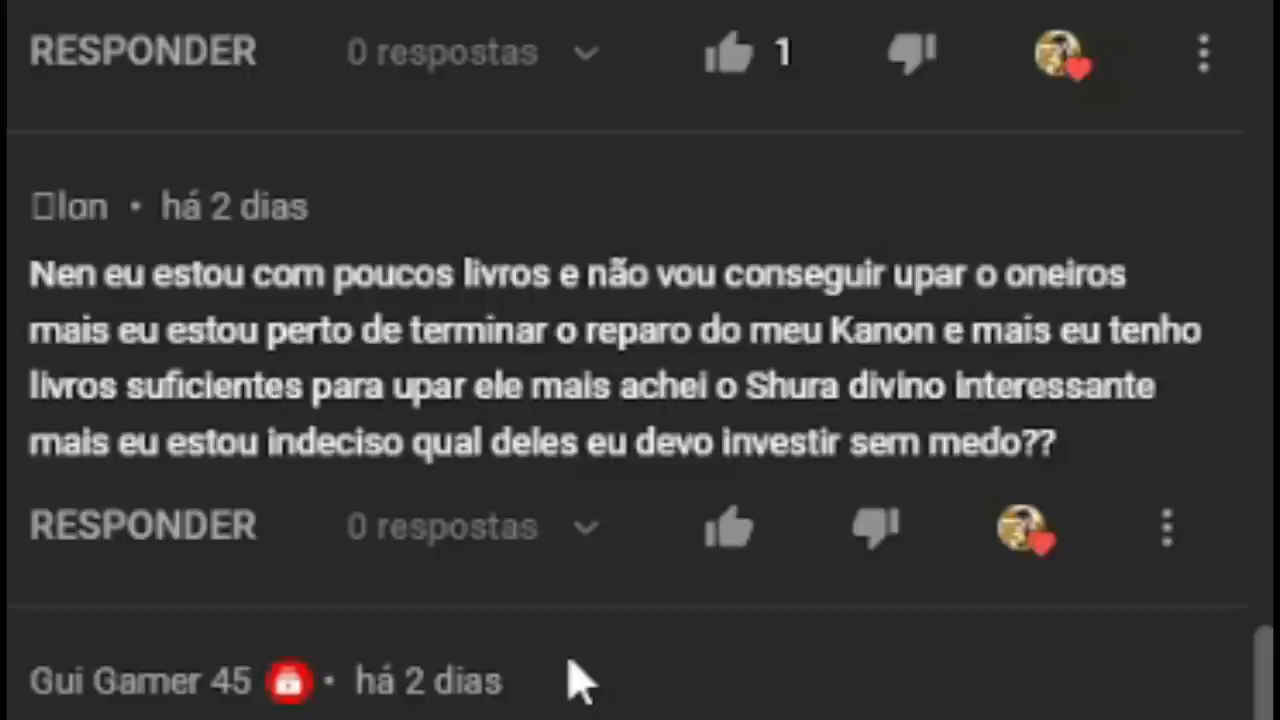 RESPONDER 0 respostas 1
lon • há 2 dias
Nen eu estou com poucos livros e não vou conseguir upar o oneiros
mais eu estou perto de terminar o reparo do meu Kanon e mais eu tenho
livros suficientes para upar ele mais achei o Shura divino interessante
mais eu estou indeciso qual deles eu devo investir sem medo??
RESPONDER 0 respostas
Gui Gamer 45 • há 2 dias